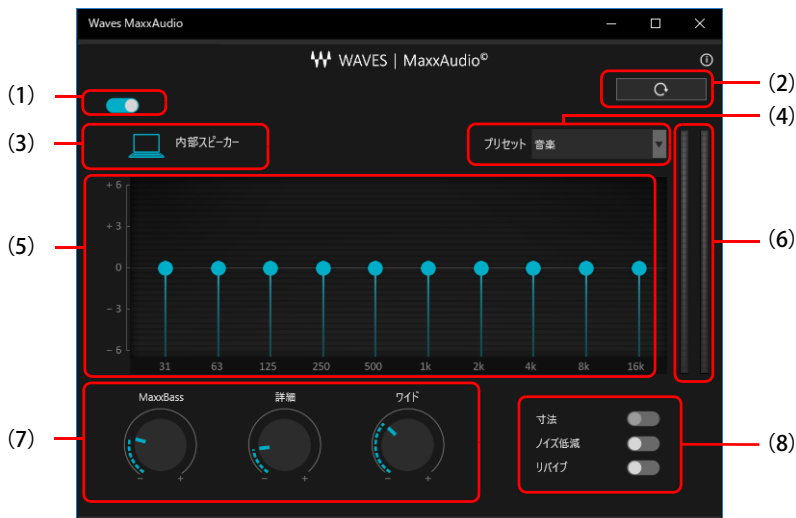 Waves MaxxAudio
WAVES | MaxxAudio©
(1)
(2)
(3)
内部スピーカー
(4)
プリセット 音楽
(5)
+ 6
+ 3
0
− 3
− 6
31 63 125 250 500 1k 2k 4k 8k 16k
(6)
(7)
MaxxBass 詳細 ワイド
− + − + − +
(8)
寸法
ノイズ低減
リバイブ